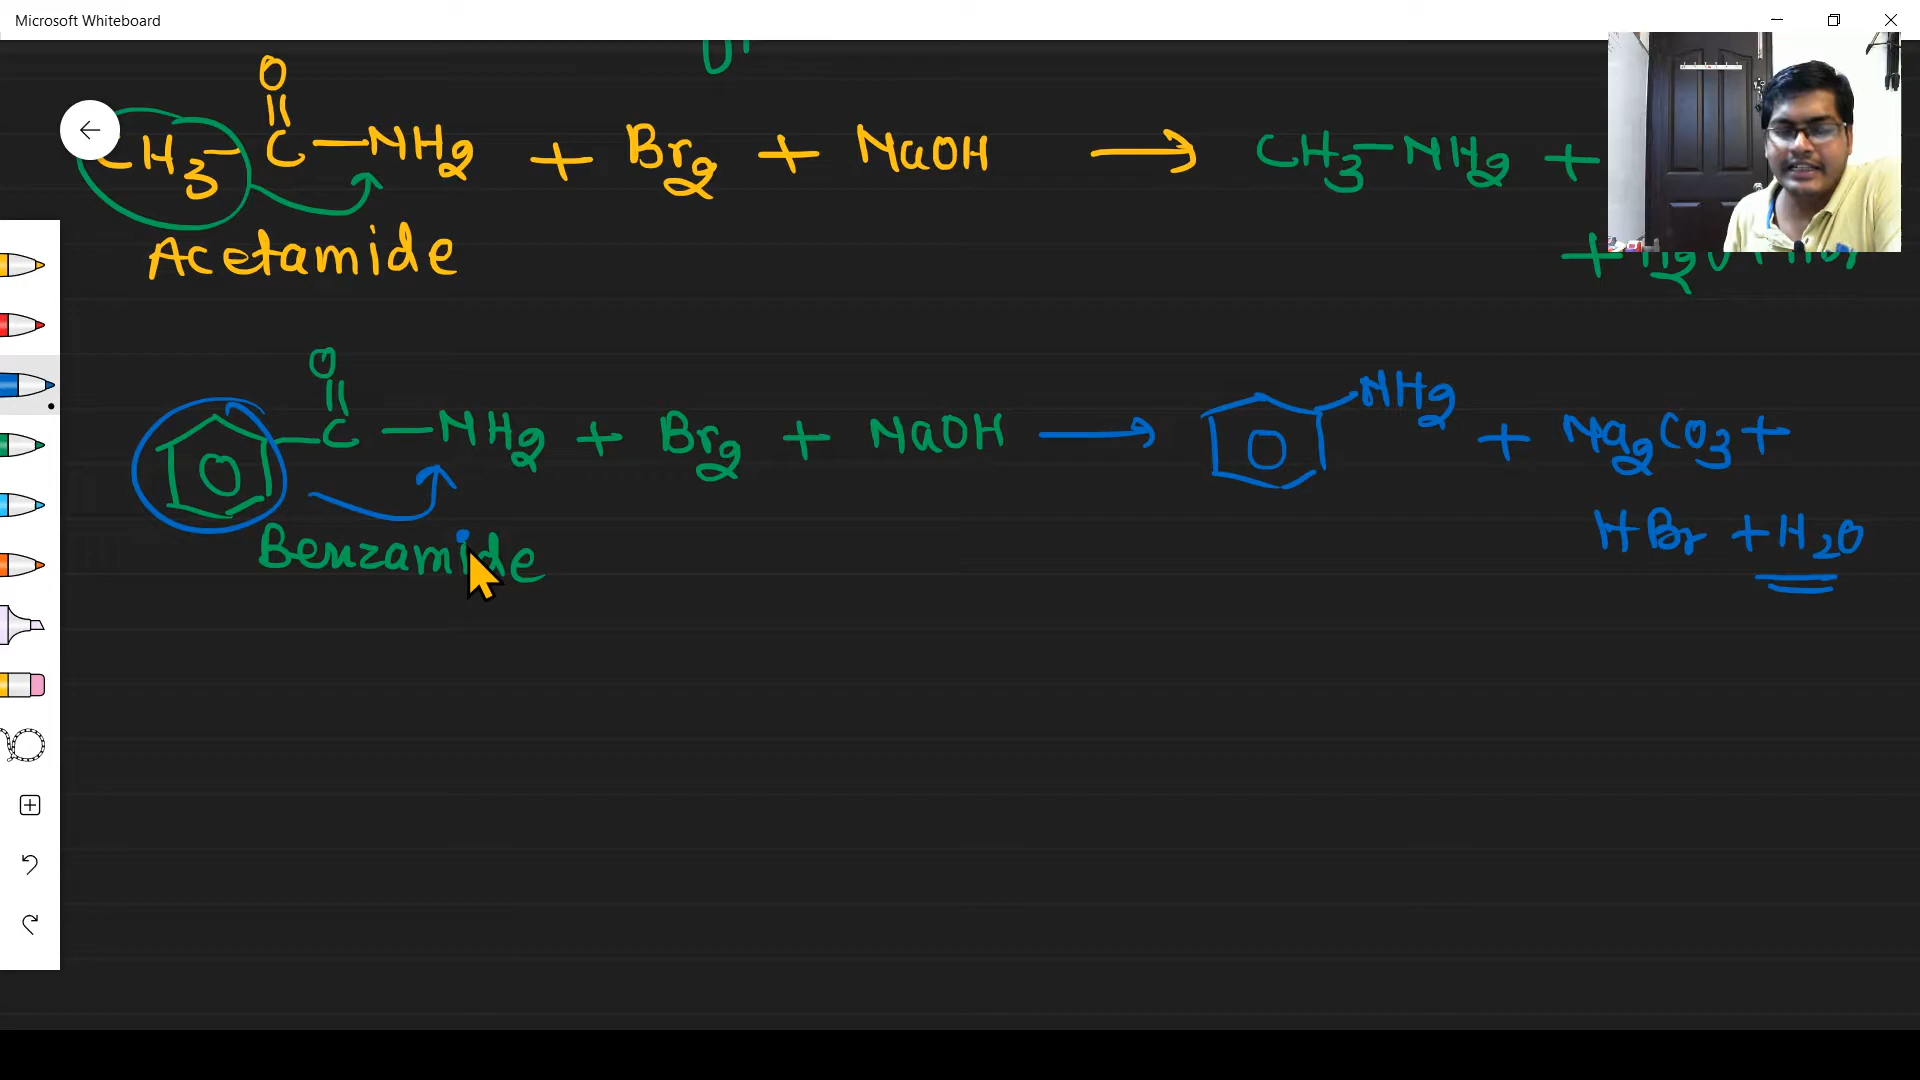 Microsoft Whiteboard
O
CH3 - C - NH2 + Br2 + NaOH → CH3 - NH2 +
Acetamide
O
C - NH2 + Br2 + NaOH → NH2 + Na2CO3 +
Benzamide
HBr + H2O